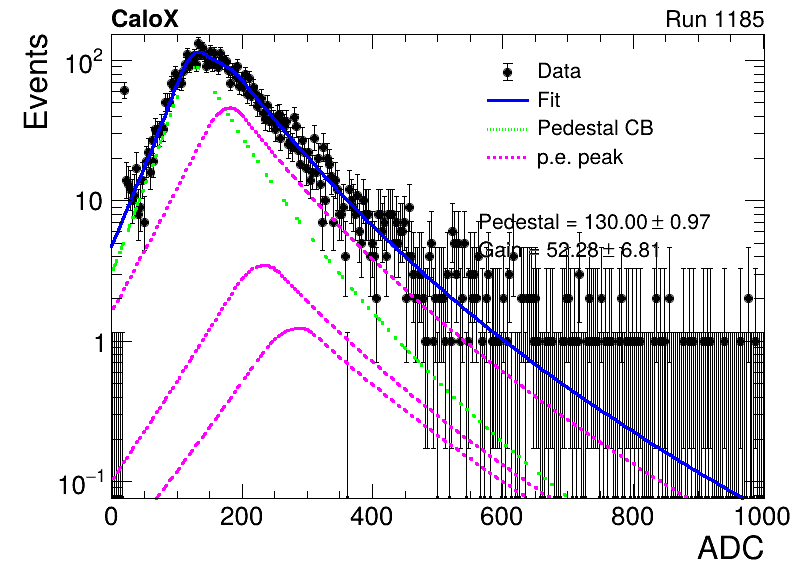 CaloX Run 1185
Events
10²
10
1
10⁻¹
Data
Fit
Pedestal CB
p.e. peak
Pedestal = 130.00 ± 0.97
Gain = 52.28 ± 6.81
0 200 400 600 800 1000
ADC